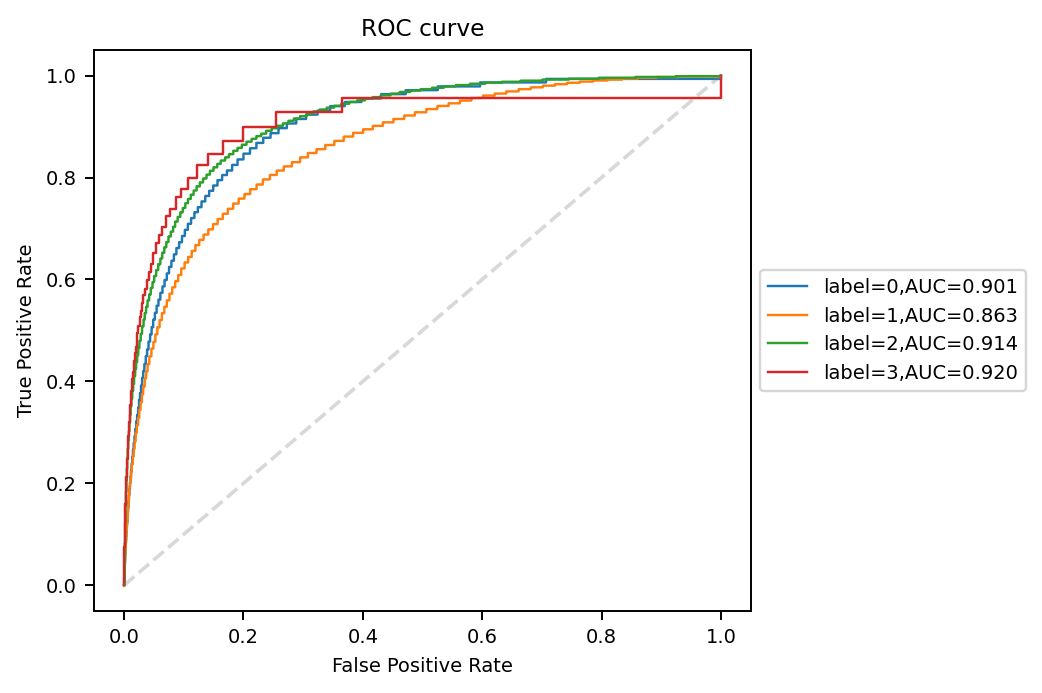 ROC curve
True Positive Rate
1.0
0.8
0.6
0.4
0.2
0.0
0.0 0.2 0.4 0.6 0.8 1.0
False Positive Rate
label=0,AUC=0.901
label=1,AUC=0.863
label=2,AUC=0.914
label=3,AUC=0.920